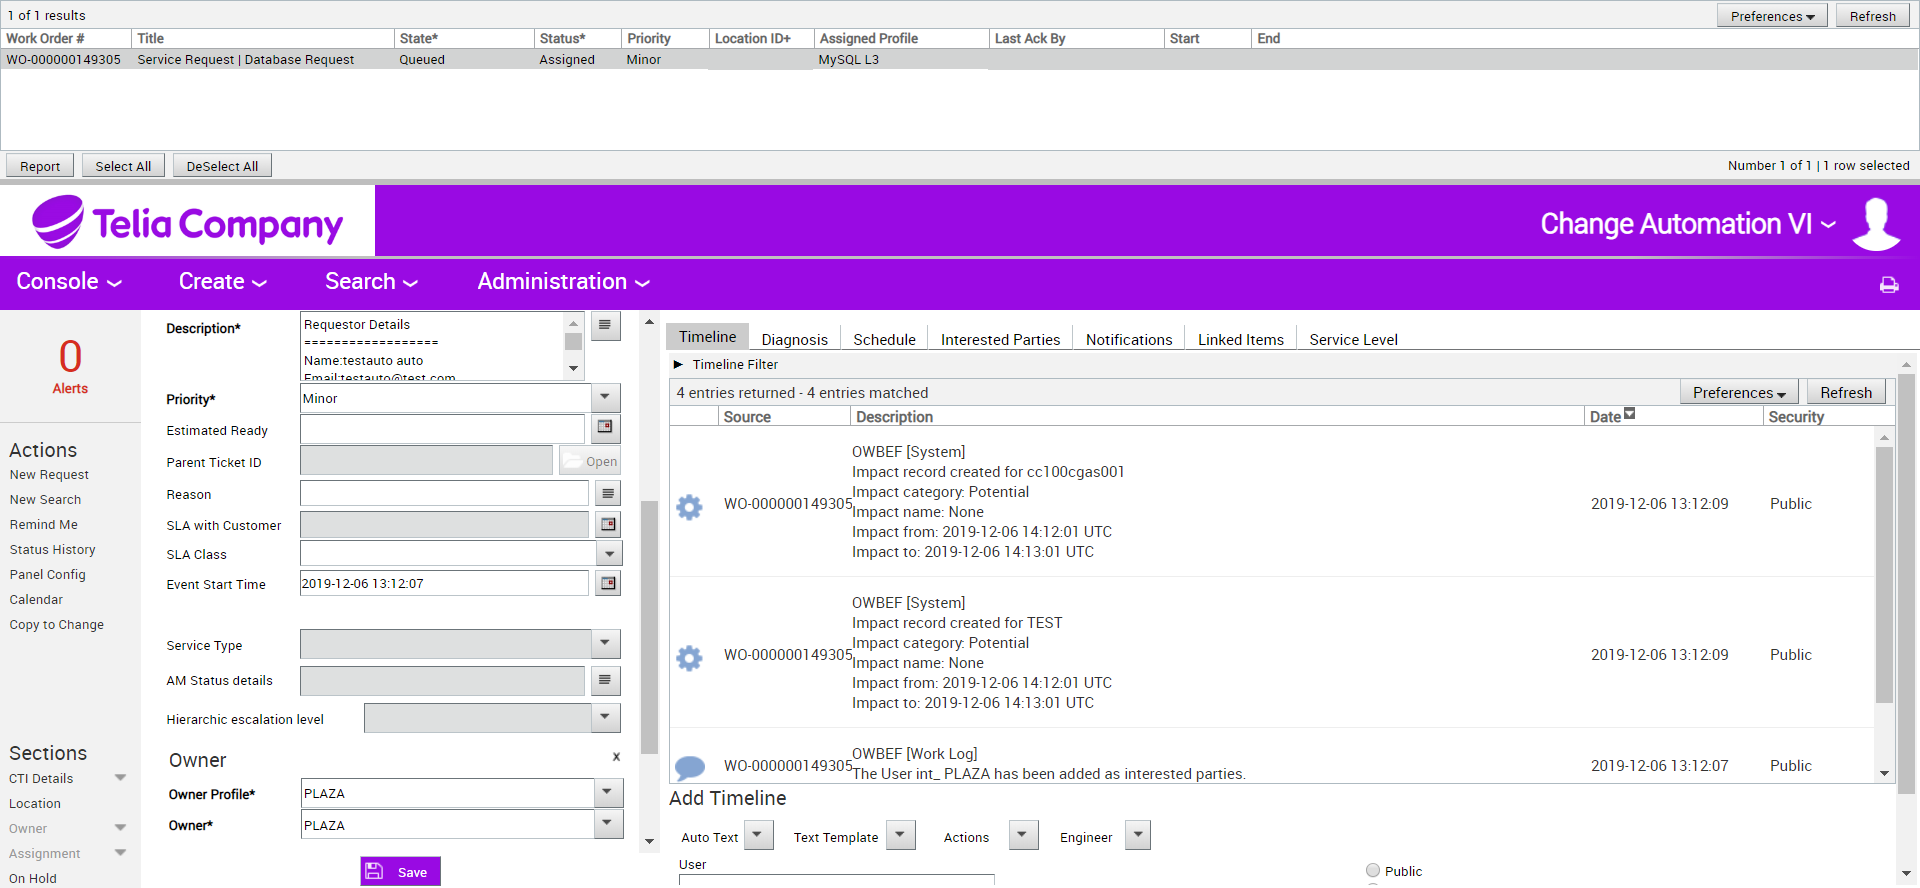 1 of 1 results
Preferences
Refresh
Work Order # Title State* Status* Priority Location ID+ Assigned Profile Last Ack By Start End
WO-000000149305 Service Request | Database Request Queued Assigned Minor MySQL L3
Report Select All DeSelect All
Number 1 of 1 | 1 row selected
Telia Company
Change Automation VI
Console Create Search Administration
0
Alerts
Actions
New Request
New Search
Remind Me
Status History
Panel Config
Calendar
Copy to Change
Sections
CTI Details
Location
Owner
Assignment
On Hold
Description*
Requestor Details
==================
Name:testauto auto
Email:testauto@test.com
Priority* Minor
Estimated Ready
Parent Ticket ID Open
Reason
SLA with Customer
SLA Class
Event Start Time 2019-12-06 13:12:07
Service Type
AM Status details
Hierarchic escalation level
Owner x
Owner Profile* PLAZA
Owner* PLAZA
Save
Timeline Diagnosis Schedule Interested Parties Notifications Linked Items Service Level
Timeline Filter
4 entries returned - 4 entries matched
Preferences Refresh
Source Description Date Security
OWBEF [System]
Impact record created for cc100cgas001
Impact category: Potential
WO-000000149305 Impact name: None 2019-12-06 13:12:09 Public
Impact from: 2019-12-06 14:12:01 UTC
Impact to: 2019-12-06 14:13:01 UTC
OWBEF [System]
Impact record created for TEST
Impact category: Potential
WO-000000149305 Impact name: None 2019-12-06 13:12:09 Public
Impact from: 2019-12-06 14:12:01 UTC
Impact to: 2019-12-06 14:13:01 UTC
OWBEF [Work Log]
WO-000000149305 The User int_ PLAZA has been added as interested parties. 2019-12-06 13:12:07 Public
Add Timeline
Auto Text Text Template Actions Engineer
User
Public